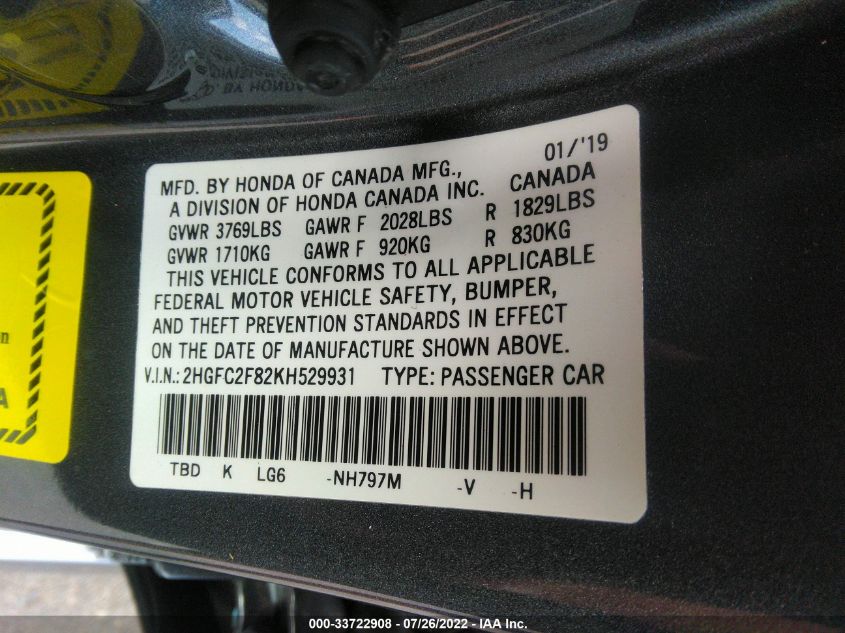 MFD. BY HONDA OF CANADA MFG., 01/'19
A DIVISION OF HONDA CANADA INC. CANADA
GVWR 3769LBS GAWR F 2028LBS R 1829LBS
GVWR 1710KG GAWR F 920KG R 830KG
THIS VEHICLE CONFORMS TO ALL APPLICABLE
FEDERAL MOTOR VEHICLE SAFETY, BUMPER,
AND THEFT PREVENTION STANDARDS IN EFFECT
ON THE DATE OF MANUFACTURE SHOWN ABOVE.
V.I.N.: 2HGFC2F82KH529931 TYPE: PASSENGER CAR
TBD K LG6 -NH797M -V -H
000-33722908 - 07/26/2022 - IAA Inc.